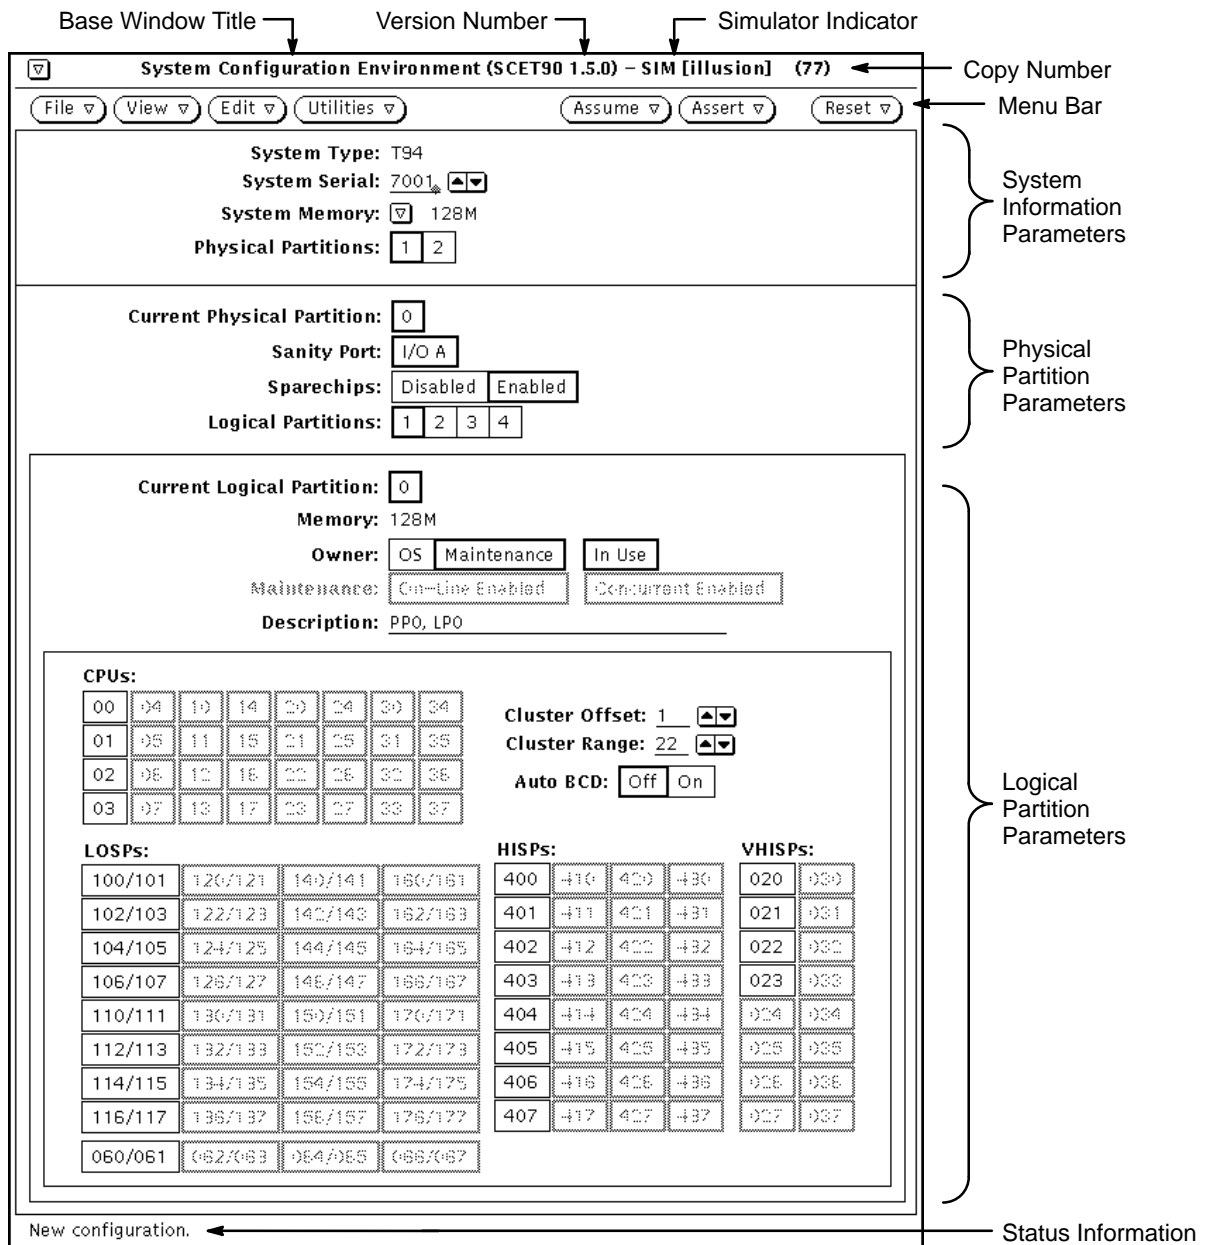 Base Window Title
Version Number
Simulator Indicator
System Configuration Environment (SCET90 1.5.0) – SIM [illusion] (77)
Copy Number
File View Edit Utilities Assume Assert Reset
Menu Bar
System Type: T94
System Serial: 7001
System Memory: 128M
Physical Partitions: 1 2
System
Information
Parameters
Current Physical Partition: 0
Sanity Port: I/O A
Sparechips: Disabled Enabled
Logical Partitions: 1 2 3 4
Physical
Partition
Parameters
Current Logical Partition: 0
Memory: 128M
Owner: OS Maintenance In Use
Maintenance: On-Line Enabled Concurrent Enabled
Description: PP0, LP0
CPUs:
00 04 10 14 20 24 30 34
01 05 11 15 21 25 31 35
02 06 12 16 22 26 32 36
03 07 13 17 23 27 33 37
Cluster Offset: 1
Cluster Range: 22
Auto BCD: Off On
Logical
Partition
Parameters
LOSPs:
100/101 120/121 140/141 160/161
102/103 122/123 142/143 162/163
104/105 124/125 144/145 164/165
106/107 126/127 146/147 166/167
110/111 130/131 150/151 170/171
112/113 132/133 152/153 172/173
114/115 134/135 154/155 174/175
116/117 136/137 156/157 176/177
060/061 062/063 064/065 066/067
HISPs:
400 410 420 430
401 411 421 431
402 412 422 432
403 413 423 433
404 414 424 434
405 415 425 435
406 416 426 436
407 417 427 437
VHISPs:
020 030
021 031
022 032
023 033
024 034
025 035
026 036
027 037
New configuration.
Status Information